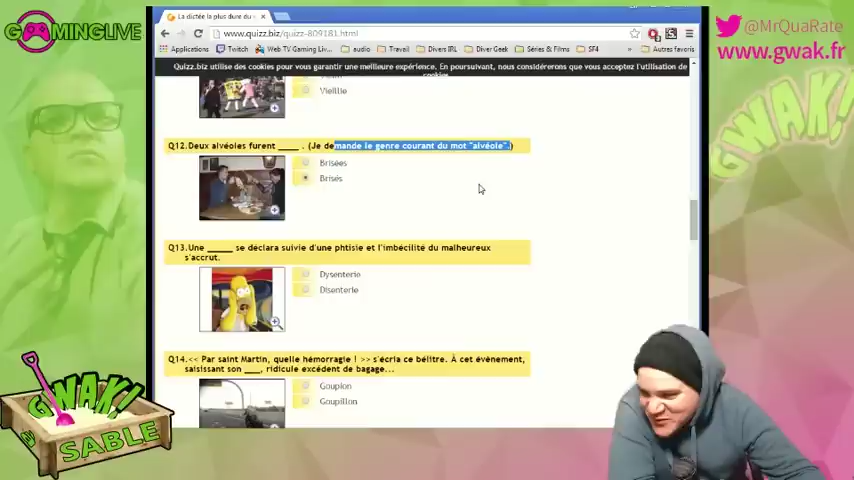 GAMINGLIVE
La dictée la plus dure du
www.quizz.biz/quizz-809181.html
Applications
Twitch
Web TV Gaming Live
audio
Travail
Divers IRL
Diver Geek
Séries & Films
SF4
Autres favoris
@MrQuaRate
www.gwak.fr
Quizz.biz utilise des cookies pour vous garantir une meilleure expérience. En poursuivant, nous considérerons que vous acceptez l'utilisation de
cookies.
Vieillie
Q12.Deux alvéoles furent ____ . (Je demande le genre courant du mot "alvéole".)
Brisées
Brisés
Q13.Une _____ se déclara suivie d'une phtisie et l'imbécilité du malheureux
s'accrut.
Dysenterie
Disenterie
Q14.<< Par saint Martin, quelle hémorragie ! >> s'écria ce bélitre. À cet événement,
saisissant son ___, ridicule excédent de bagage...
Goupion
Goupillon
GWAK!
SABLE
GWAK!